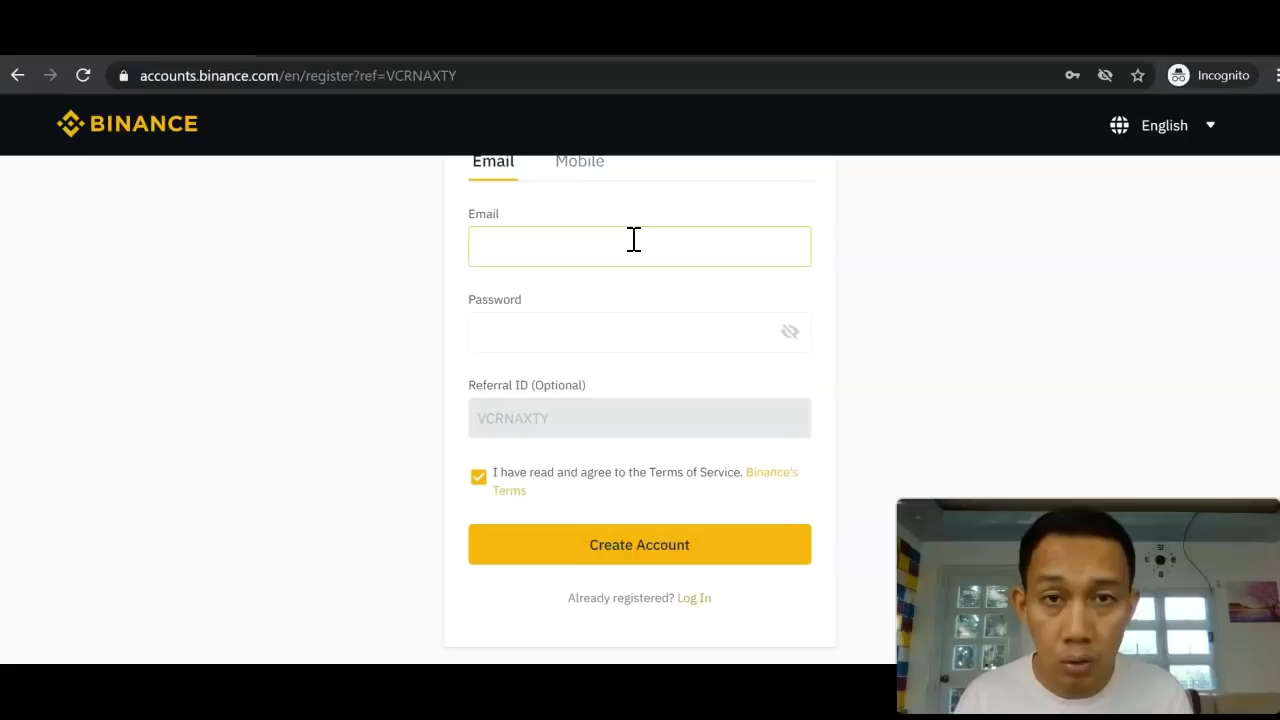 accounts.binance.com/en/register?ref=VCRNAXTY
Incognito
BINANCE
English
Email
Mobile
Email
Password
Referral ID (Optional)
VCRNAXTY
I have read and agree to the Terms of Service. Binance's
Terms
Create Account
Already registered? Log In